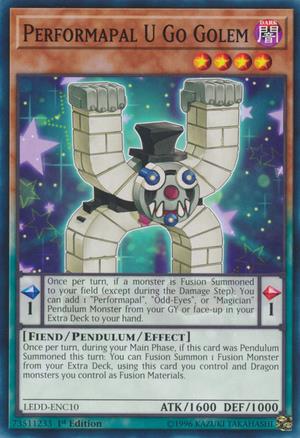 PERFORMAPAL U GO GOLEM
DARK
闇
Once per turn, if a monster is Fusion Summoned
to your field (except during the Damage Step): You
can add 1 "Performapal", "Odd-Eyes", or "Magician"
Pendulum Monster from your GY or face-up in your
Extra Deck to your hand.
1
1
[FIEND/PENDULUM/EFFECT]
Once per turn, during your Main Phase, if this card was Pendulum
Summoned this turn: You can Fusion Summon 1 Fusion Monster
from your Extra Deck, using this card you control and Dragon
monsters you control as Fusion Materials.
LEDD-ENC10
ATK/1600 DEF/1000
73511233
1st Edition
©1996 KAZUKI TAKAHASHI